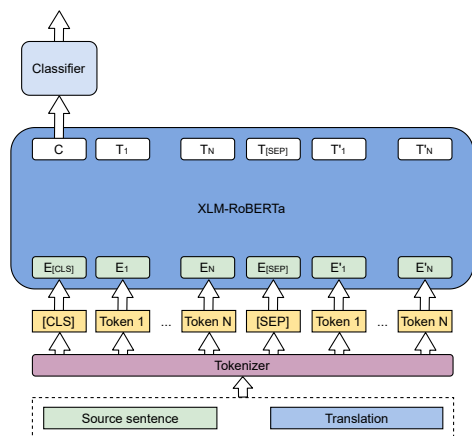 Classifier
C T1 TN T[SEP] T'1 T'N
XLM-RoBERTa
E[CLS] E1 EN E[SEP] E'1 E'N
[CLS] Token 1 ... Token N [SEP] Token 1 ... Token N
Tokenizer
Source sentence Translation